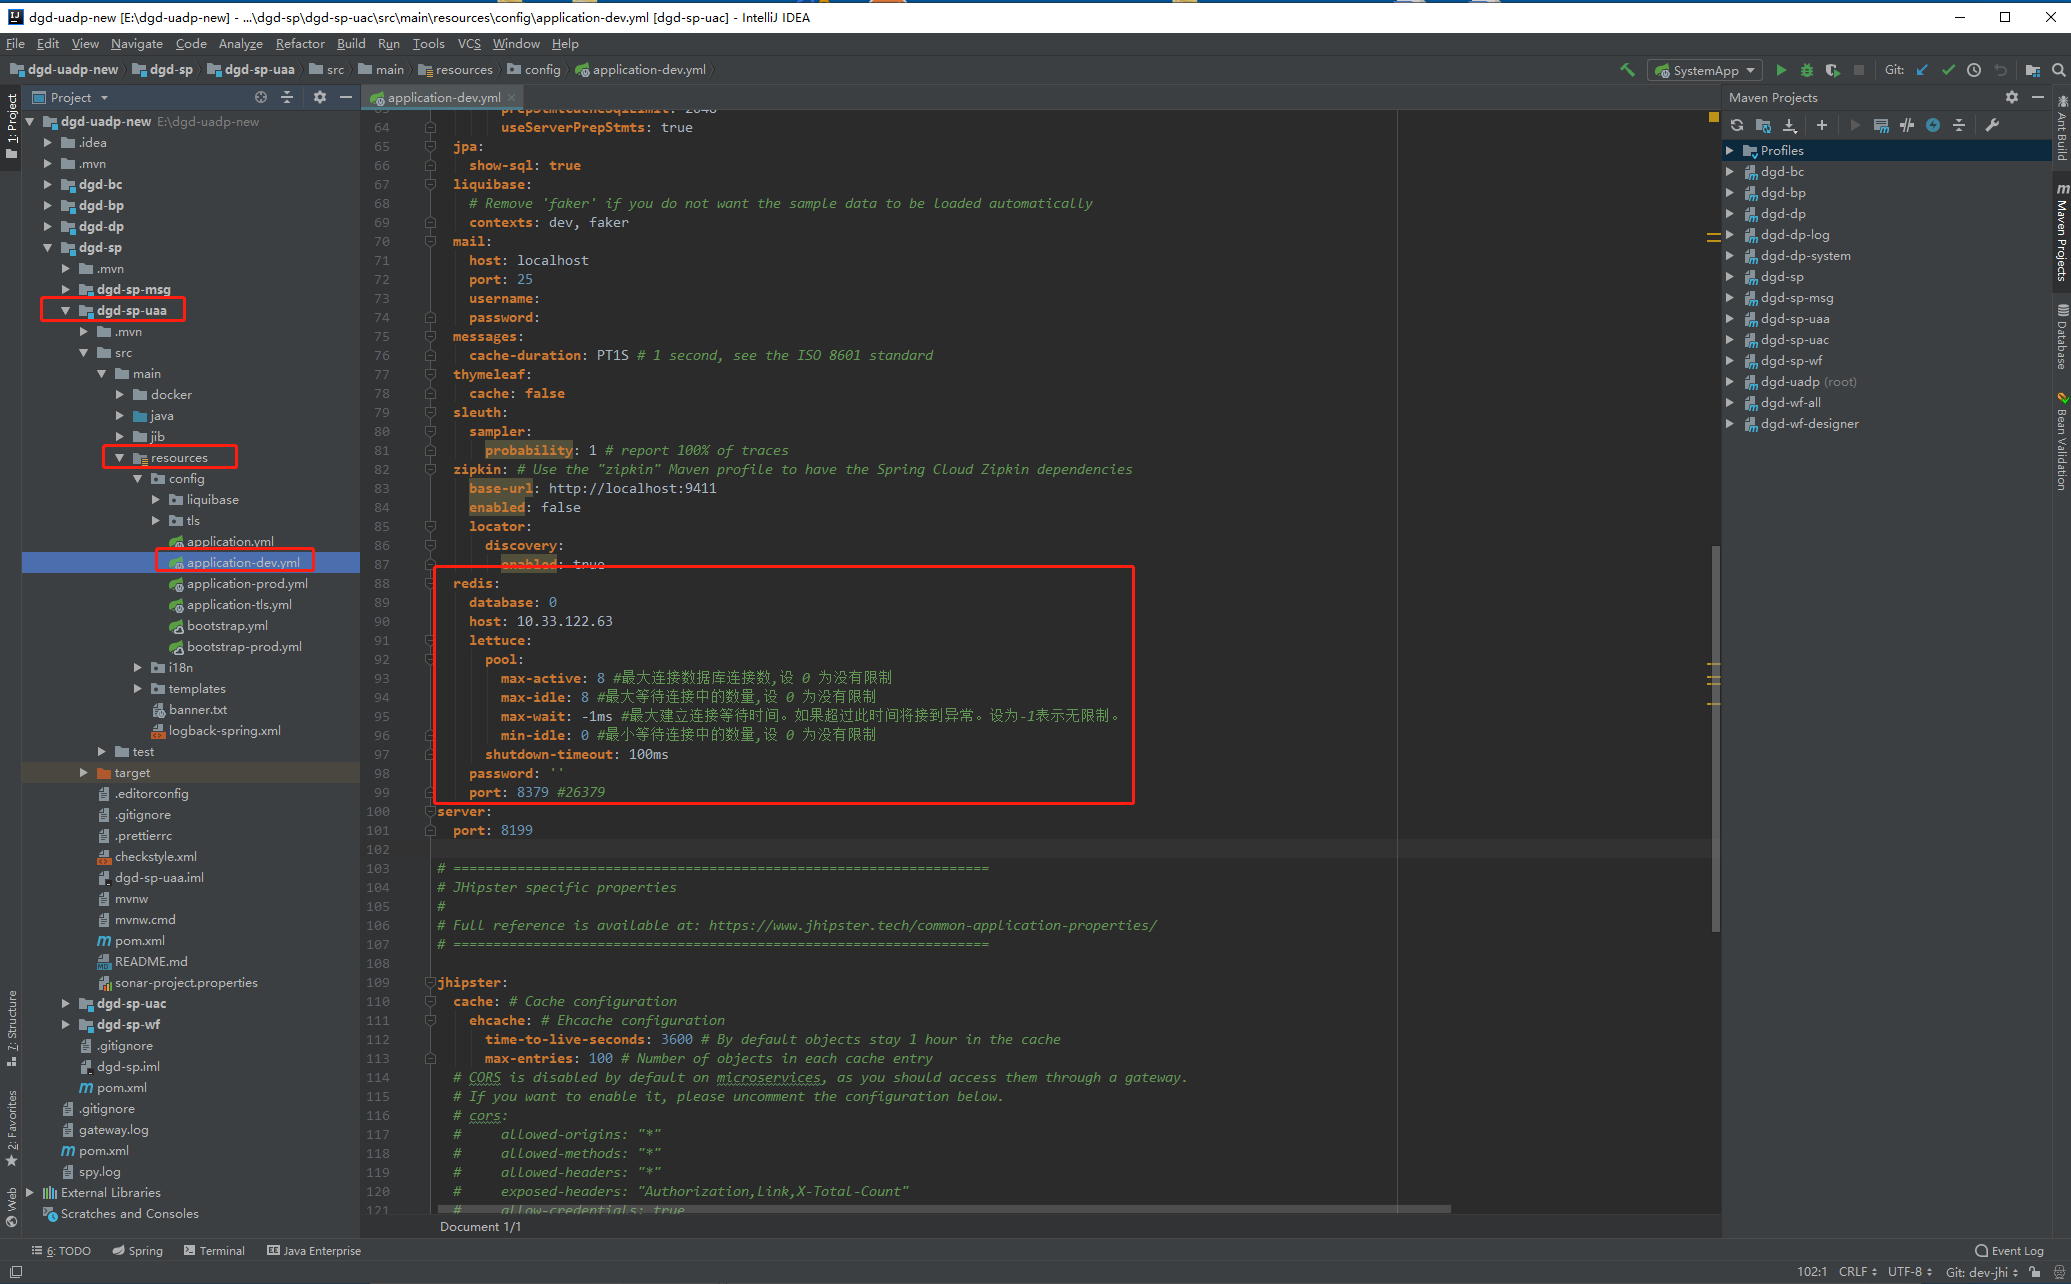 dgd-uadp-new [E:\dgd-uadp-new] - ...\dgd-sp\dgd-sp-uac\src\main\resources\config\application-dev.yml [dgd-sp-uac] - IntelliJ IDEA
File Edit View Navigate Code Analyze Refactor Build Run Tools VCS Window Help
dgd-uadp-new dgd-sp dgd-sp-uaa src main resources config application-dev.yml SystemApp Git:
1: Project
Project
dgd-uadp-new E:\dgd-uadp-new
.idea
.mvn
dgd-bc
dgd-bp
dgd-dp
dgd-sp
.mvn
dgd-sp-msg
dgd-sp-uaa
.mvn
src
main
docker
java
jib
resources
config
liquibase
tls
application.yml
application-dev.yml
application-prod.yml
application-tls.yml
bootstrap.yml
bootstrap-prod.yml
i18n
templates
banner.txt
logback-spring.xml
test
target
.editorconfig
.gitignore
.prettierrc
checkstyle.xml
dgd-sp-uaa.iml
mvnw
mvnw.cmd
pom.xml
README.md
sonar-project.properties
dgd-sp-uac
dgd-sp-wf
.gitignore
dgd-sp.iml
pom.xml
.gitignore
gateway.log
pom.xml
spy.log
External Libraries
Scratches and Consoles
7: Structure
2: Favorites
Web
application-dev.yml
64 useServerPrepStmts: true
65 jpa:
66 show-sql: true
67 liquibase:
68 # Remove 'faker' if you do not want the sample data to be loaded automatically
69 contexts: dev, faker
70 mail:
71 host: localhost
72 port: 25
73 username:
74 password:
75 messages:
76 cache-duration: PT1S # 1 second, see the ISO 8601 standard
77 thymeleaf:
78 cache: false
79 sleuth:
80 sampler:
81 probability: 1 # report 100% of traces
82 zipkin: # Use the "zipkin" Maven profile to have the Spring Cloud Zipkin dependencies
83 base-url: http://localhost:9411
84 enabled: false
85 locator:
86 discovery:
87 enabled: true
88 redis:
89 database: 0
90 host: 10.33.122.63
91 lettuce:
92 pool:
93 max-active: 8 #最大连接数据库连接数,设 0 为没有限制
94 max-idle: 8 #最大等待连接中的数量,设 0 为没有限制
95 max-wait: -1ms #最大建立连接等待时间。如果超过此时间将接到异常。设为-1表示无限制。
96 min-idle: 0 #最小等待连接中的数量,设 0 为没有限制
97 shutdown-timeout: 100ms
98 password: ''
99 port: 8379 #26379
100 server:
101 port: 8199
102
103 # ===================================================================
104 # JHipster specific properties
105 #
106 # Full reference is available at: https://www.jhipster.tech/common-application-properties/
107 # ===================================================================
108
109 jhipster:
110 cache: # Cache configuration
111 ehcache: # Ehcache configuration
112 time-to-live-seconds: 3600 # By default objects stay 1 hour in the cache
113 max-entries: 100 # Number of objects in each cache entry
114 # CORS is disabled by default on microservices, as you should access them through a gateway.
115 # If you want to enable it, please uncomment the configuration below.
116 # cors:
117 # allowed-origins: "*"
118 # allowed-methods: "*"
119 # allowed-headers: "*"
120 # exposed-headers: "Authorization,Link,X-Total-Count"
121 # allow-credentials: true
Document 1/1
Maven Projects
Profiles
dgd-bc
dgd-bp
dgd-dp
dgd-dp-log
dgd-dp-system
dgd-sp
dgd-sp-msg
dgd-sp-uaa
dgd-sp-uac
dgd-sp-wf
dgd-uadp (root)
dgd-wf-all
dgd-wf-designer
Ant Build
Maven Projects
Database
Bean Validation
6: TODO Spring Terminal Java Enterprise Event Log
102:1 CRLF UTF-8 Git: dev-jhi